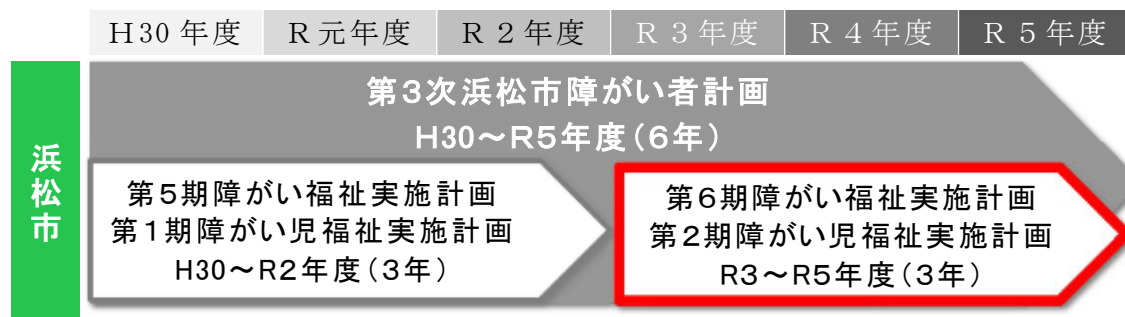 H30年度 R元年度 R2年度 R3年度 R4年度 R5年度
浜松市
第3次浜松市障がい者計画
H30～R5年度(6年)
第5期障がい福祉実施計画
第1期障がい児福祉実施計画
H30～R2年度(3年)
第6期障がい福祉実施計画
第2期障がい児福祉実施計画
R3～R5年度(3年)